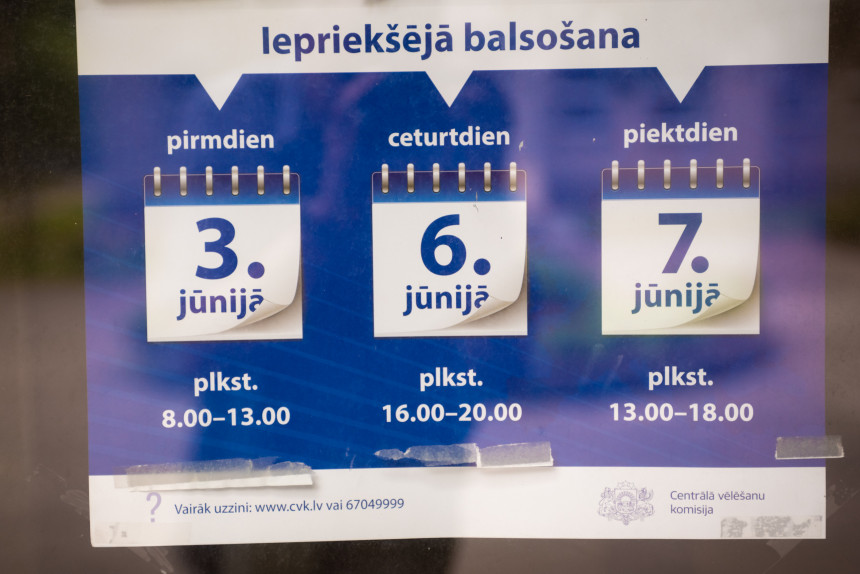 Iepriekšējā balsošana
pirmdien
3.
jūnijā
plkst.
8.00–13.00
ceturtdien
6.
jūnijā
plkst.
16.00–20.00
piektdien
7.
jūnijā
plkst.
13.00–18.00
? Vairāk uzzini: www.cvk.lv vai 67049999
Centrālā vēlēšanu
komisija